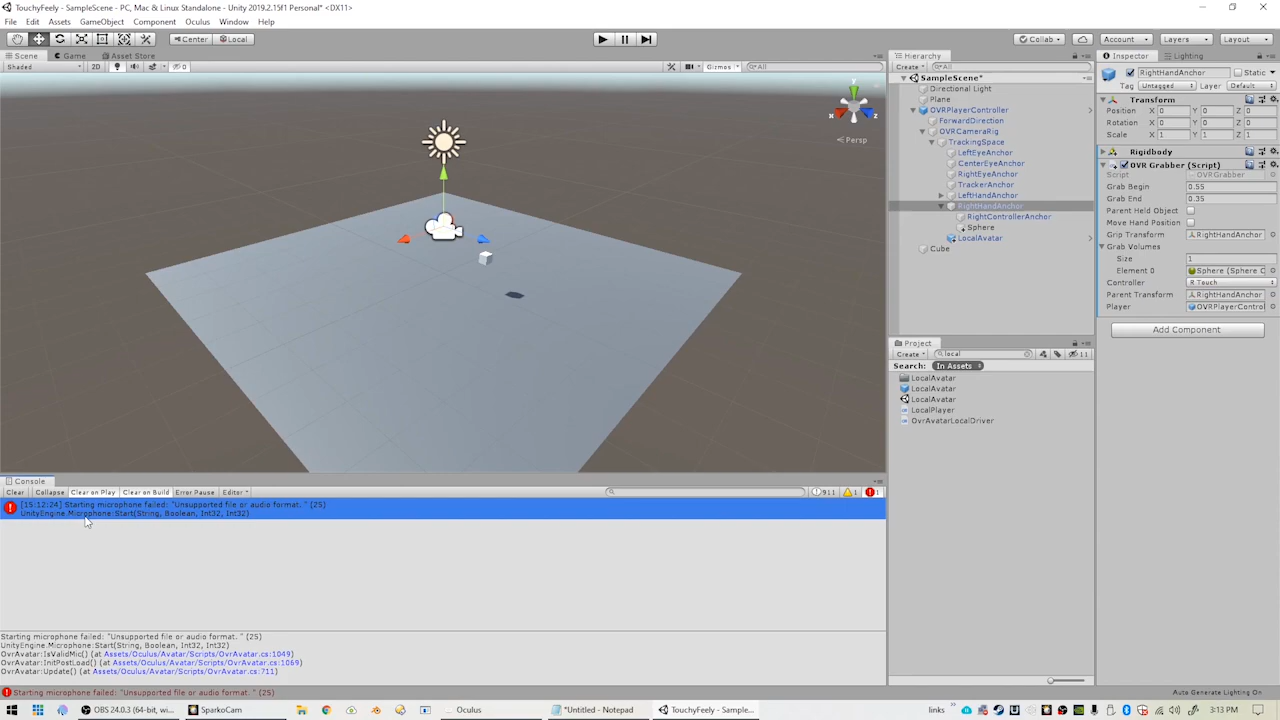 TouchyFeely - SampleScene - PC, Mac & Linux Standalone - Unity 2019.2.15f1 Personal* <DX11>
File Edit Assets GameObject Component Oculus Window Help
Center Local Collab Account Layers Layout
Scene Game Asset Store
Shaded 2D 0 Gizmos All
y
x z
Persp
Hierarchy
Create All
SampleScene*
Directional Light
Plane
OVRPlayerController
ForwardDirection
OVRCameraRig
TrackingSpace
LeftEyeAnchor
CenterEyeAnchor
RightEyeAnchor
TrackerAnchor
LeftHandAnchor
RightHandAnchor
RightControllerAnchor
Sphere
LocalAvatar
Cube
Project
Create local 11
Search: In Assets
LocalAvatar
LocalAvatar
LocalAvatar
LocalPlayer
OvrAvatarLocalDriver
Inspector Lighting
RightHandAnchor Static
Tag Untagged Layer Default
Transform
Position X 0 Y 0 Z 0
Rotation X 0 Y 0 Z 0
Scale X 1 Y 1 Z 1
Rigidbody
OVR Grabber (Script)
Script OVRGrabber
Grab Begin 0.55
Grab End 0.35
Parent Held Object
Move Hand Position
Grip Transform RightHandAnchor
Grab Volumes
Size 1
Element 0 Sphere (Sphere C
Controller R Touch
Parent Transform RightHandAnchor
Player OVRPlayerControl
Add Component
Console
Clear Collapse Clear on Play Clear on Build Error Pause Editor 911 1 1
[15:12:24] Starting microphone failed: "Unsupported file or audio format. " (25)
UnityEngine.Microphone:Start(String, Boolean, Int32, Int32)
Starting microphone failed: "Unsupported file or audio format. " (25)
UnityEngine.Microphone:Start(String, Boolean, Int32, Int32)
OvrAvatar:IsValidMic() (at Assets/Oculus/Avatar/Scripts/OvrAvatar.cs:1049)
OvrAvatar:InitPostLoad() (at Assets/Oculus/Avatar/Scripts/OvrAvatar.cs:1069)
OvrAvatar:Update() (at Assets/Oculus/Avatar/Scripts/OvrAvatar.cs:711)
Starting microphone failed: "Unsupported file or audio format. " (25)
Auto Generate Lighting On
OBS 24.0.3 (64-bit, wi... SparkoCam Oculus *Untitled - Notepad TouchyFeely - Sample... links 3:13 PM